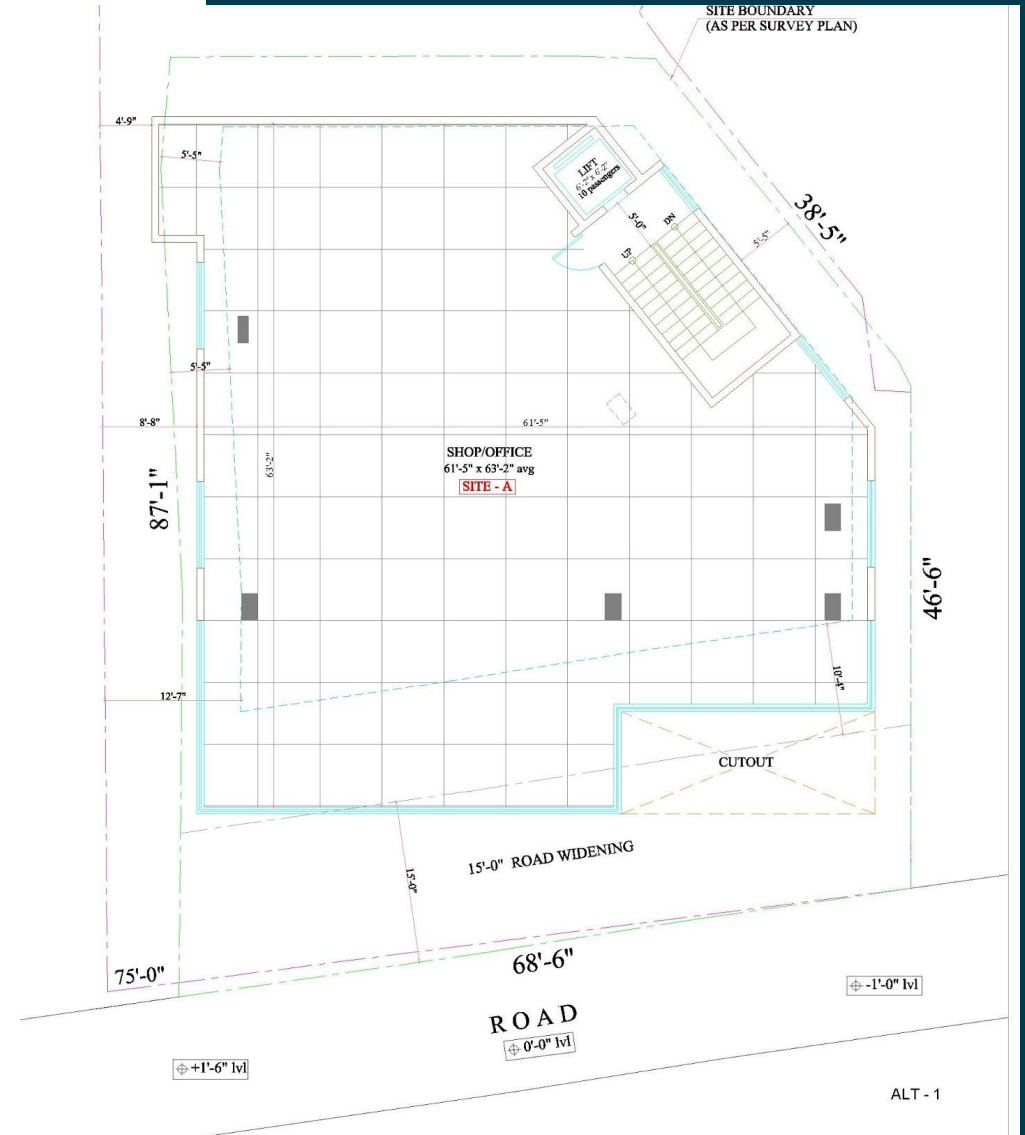 SITE BOUNDARY
(AS PER SURVEY PLAN)
4'-9"
5'-5"
LIFT
6'-2" x 6'-2"
10 passengers
5'-0"
DN
UP
38'-5"
5'-5"
5'-5"
8'-8"
61'-5"
63'-2"
SHOP/OFFICE
61'-5" x 63'-2" avg
SITE - A
87'-1"
46'-6"
12'-7"
10'-4"
CUTOUT
15'-0" ROAD WIDENING
15'-0"
75'-0"
68'-6"
ROAD
0'-0" lvl
-1'-0" lvl
+1'-6" lvl
ALT - 1